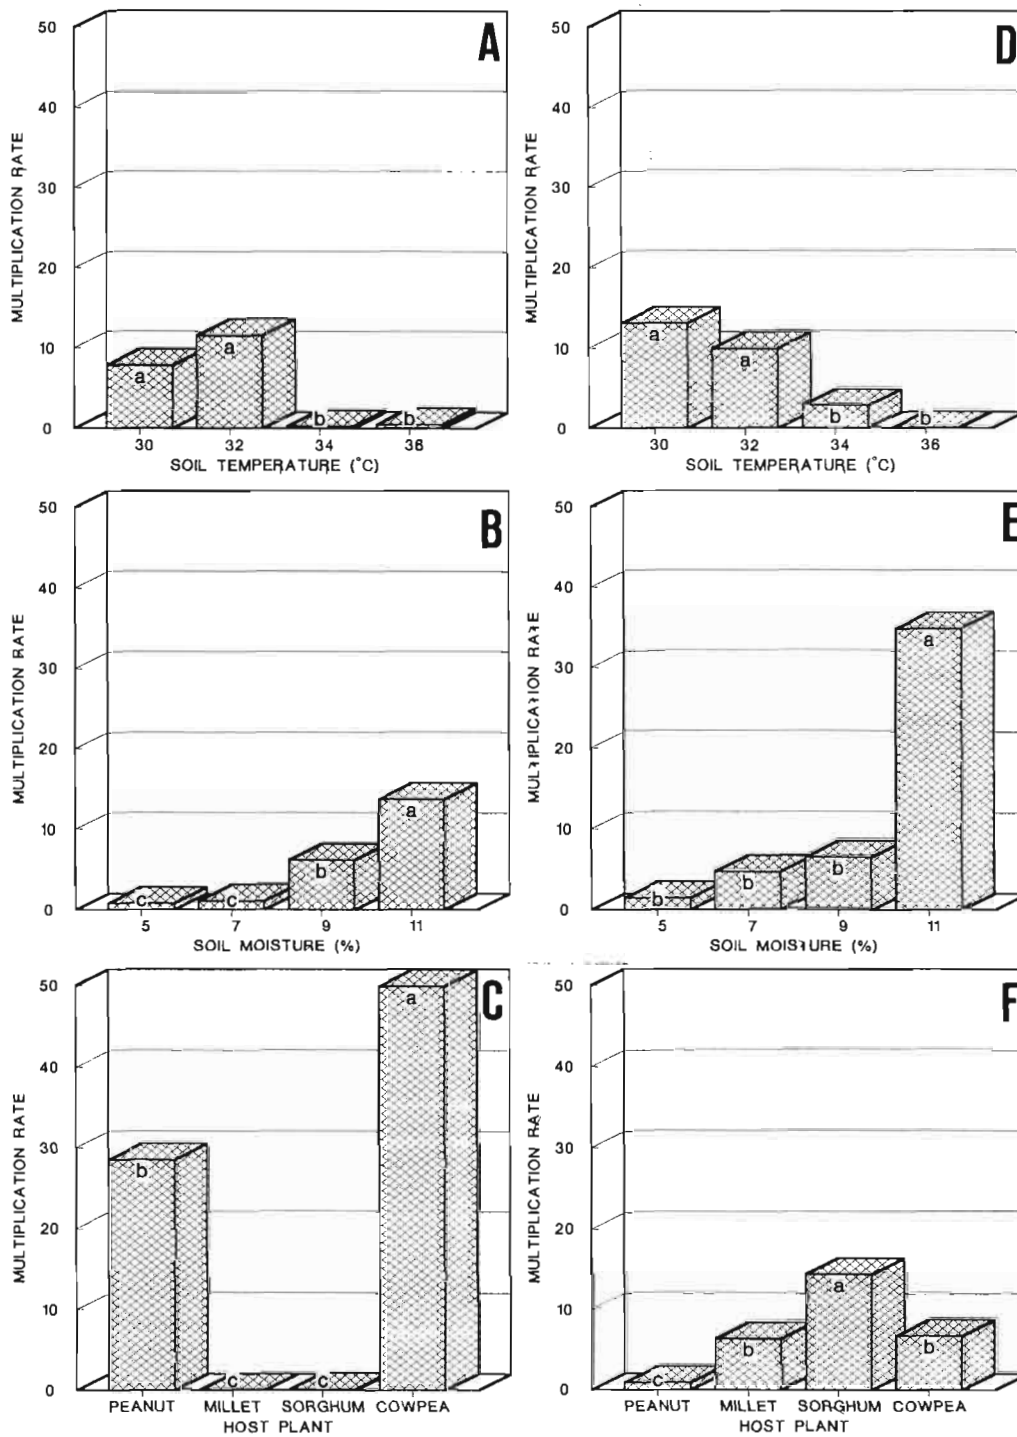 A
MULTIPLICATION RATE
50
40
30
20
10
0
a
a
b
b
30 32 34 36
SOIL TEMPERATURE (°C)
D
MULTIPLICATION RATE
50
40
30
20
10
0
a
a
b
b
30 32 34 36
SOIL TEMPERATURE (°C)
B
MULTIPLICATION RATE
50
40
30
20
10
0
c
c
b
a
5 7 9 11
SOIL MOISTURE (%)
E
MULTIPLICATION RATE
50
40
30
20
10
0
b
b
b
a
5 7 9 11
SOIL MOISTURE (%)
C
MULTIPLICATION RATE
50
40
30
20
10
0
b
c
c
a
PEANUT MILLET SORGHUM COWPEA
HOST PLANT
F
MULTIPLICATION RATE
50
40
30
20
10
0
c
b
a
b
PEANUT MILLET SORGHUM COWPEA
HOST PLANT